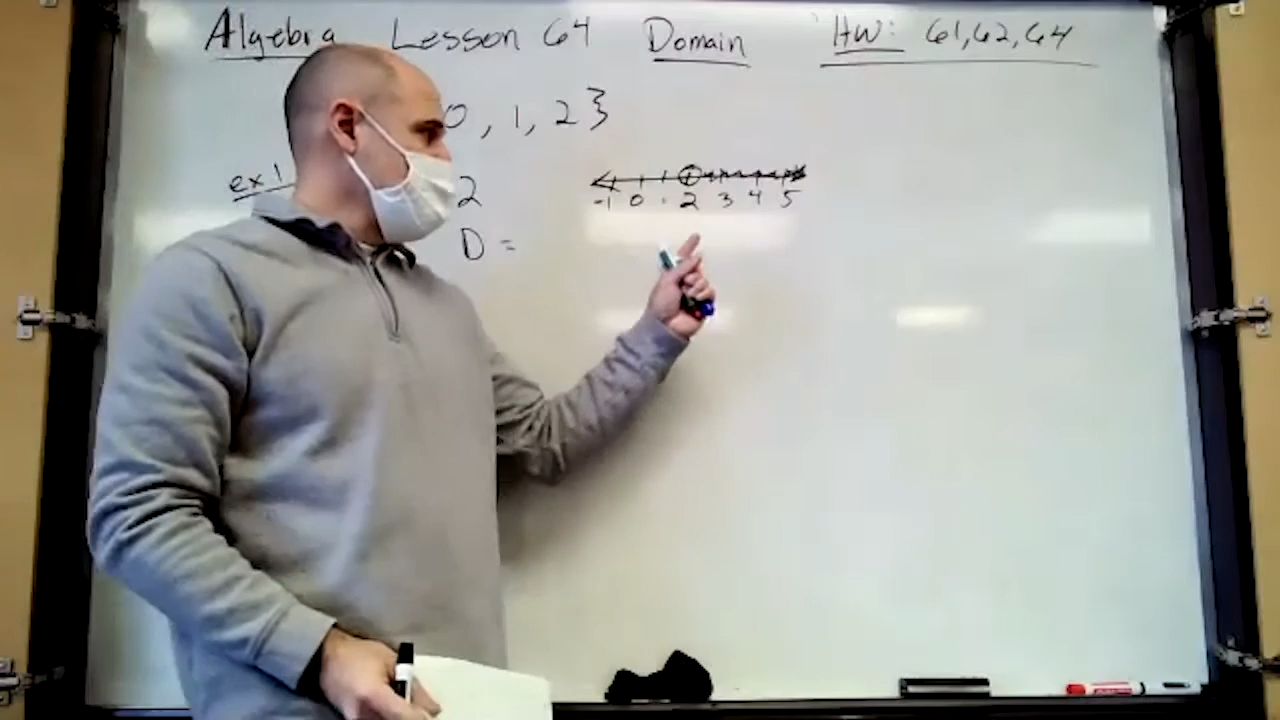 Algebra Lesson 64 Domain HW: 61,62,64
0, 1, 2}
ex 1 2
-1 0 1 2 3 4 5
D =